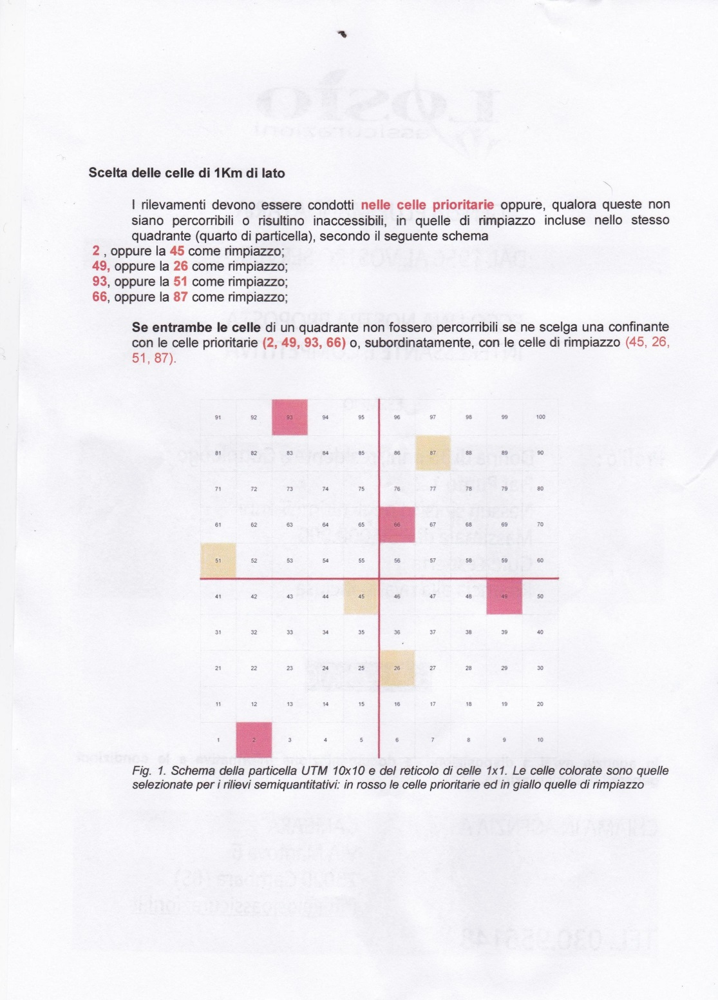 Scelta delle celle di 1Km di lato
I rilevamenti devono essere condotti nelle celle prioritarie oppure, qualora queste non
siano percorribili o risultino inaccessibili, in quelle di rimpiazzo incluse nello stesso
quadrante (quarto di particella), secondo il seguente schema
2 , oppure la 45 come rimpiazzo;
49, oppure la 26 come rimpiazzo;
93, oppure la 51 come rimpiazzo;
66, oppure la 87 come rimpiazzo;
Se entrambe le celle di un quadrante non fossero percorribili se ne scelga una confinante
con le celle prioritarie (2, 49, 93, 66) o, subordinatamente, con le celle di rimpiazzo (45, 26,
51, 87).
91 92 93 94 95 96 97 98 99 100
81 82 83 84 85 86 87 88 89 90
71 72 73 74 75 76 77 78 79 80
61 62 63 64 65 66 67 68 69 70
51 52 53 54 55 56 57 58 59 60
41 42 43 44 45 46 47 48 49 50
31 32 33 34 35 36 37 38 39 40
21 22 23 24 25 26 27 28 29 30
11 12 13 14 15 16 17 18 19 20
1 2 3 4 5 6 7 8 9 10
Fig. 1. Schema della particella UTM 10x10 e del reticolo di celle 1x1. Le celle colorate sono quelle
selezionate per i rilievi semiquantitativi: in rosso le celle prioritarie ed in giallo quelle di rimpiazzo